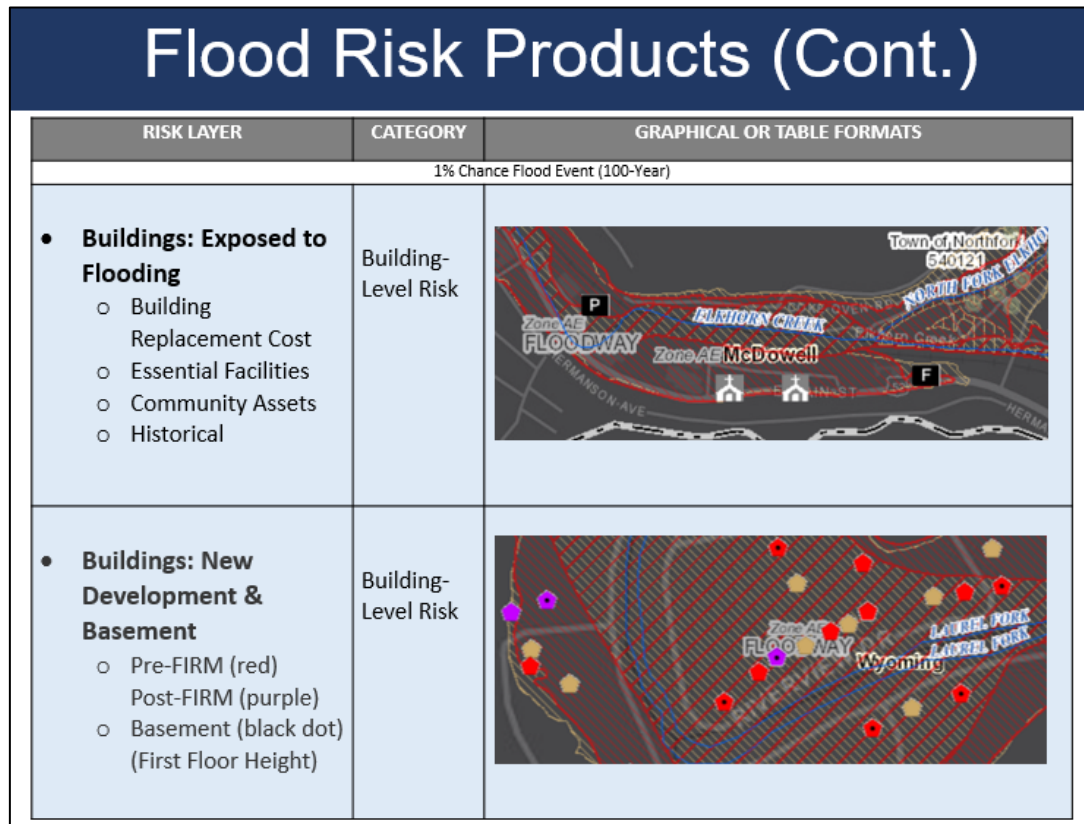 Flood Risk Products (Cont.)
RISK LAYER CATEGORY GRAPHICAL OR TABLE FORMATS
1% Chance Flood Event (100-Year)
• Buildings: Exposed to
Flooding
o Building
Replacement Cost
o Essential Facilities
o Community Assets
o Historical
Building-
Level Risk
Town of Northfork
540121
NORTH FORK ELKHO
P
ELKHORN CREEK
Zone AE
FLOODWAY
Zone AE
McDowell
F
52
HERMANSON-AVE
HERMA
• Buildings: New
Development &
Basement
o Pre-FIRM (red)
Post-FIRM (purple)
o Basement (black dot)
(First Floor Height)
Building-
Level Risk
LAUREL FORK
LAUREL FORK
Zone AE
FLOODWAY
Wyoming